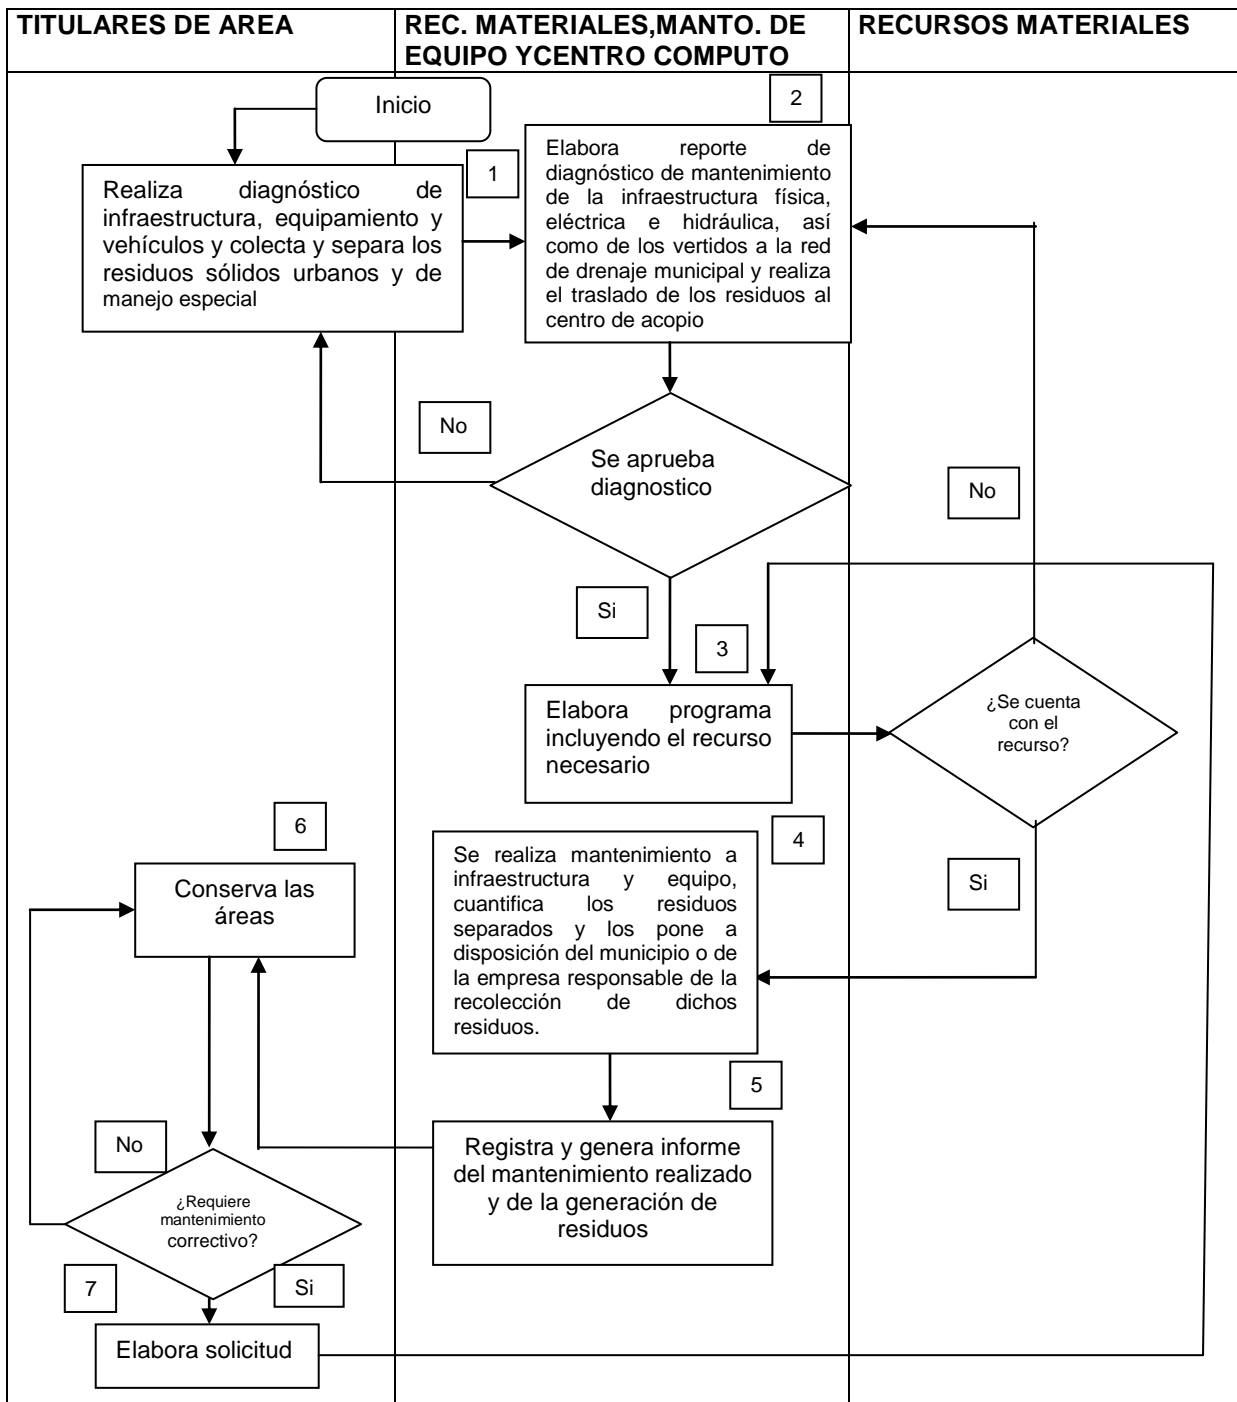 TITULARES DE AREA
REC. MATERIALES,MANTO. DE
EQUIPO YCENTRO COMPUTO
RECURSOS MATERIALES
Inicio
1
Realiza diagnóstico de
infraestructura, equipamiento y
vehículos y colecta y separa los
residuos sólidos urbanos y de
manejo especial
2
Elabora reporte de
diagnóstico de mantenimiento
de la infraestructura física,
eléctrica e hidráulica, así
como de los vertidos a la red
de drenaje municipal y realiza
el traslado de los residuos al
centro de acopio
No
Se aprueba
diagnostico
No
Si
3
Elabora programa
incluyendo el recurso
necesario
¿Se cuenta
con el
recurso?
Si
4
Se realiza mantenimiento a
infraestructura y equipo,
cuantifica los residuos
separados y los pone a
disposición del municipio o de
la empresa responsable de la
recolección de dichos
residuos.
5
Registra y genera informe
del mantenimiento realizado
y de la generación de
residuos
6
Conserva las
áreas
No
¿Requiere
mantenimiento
correctivo?
Si
7
Elabora solicitud